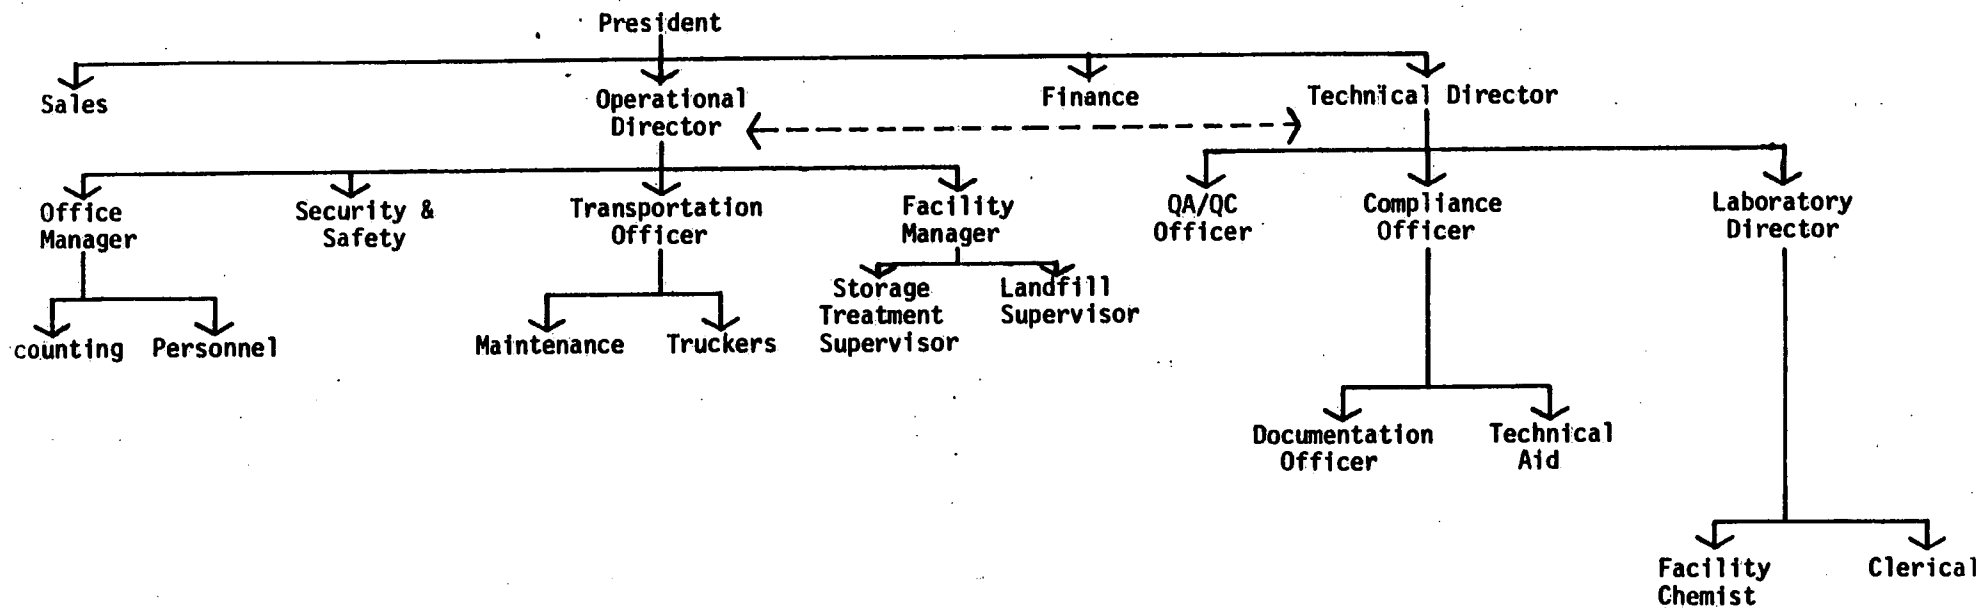 President
Sales
Operational
Director
Finance
Technical Director
Office
Manager
Security &
Safety
Transportation
Officer
Facility
Manager
QA/QC
Officer
Compliance
Officer
Laboratory
Director
counting
Personnel
Maintenance
Truckers
Storage
Treatment
Supervisor
Landfill
Supervisor
Documentation
Officer
Technical
Aid
Facility
Chemist
Clerical